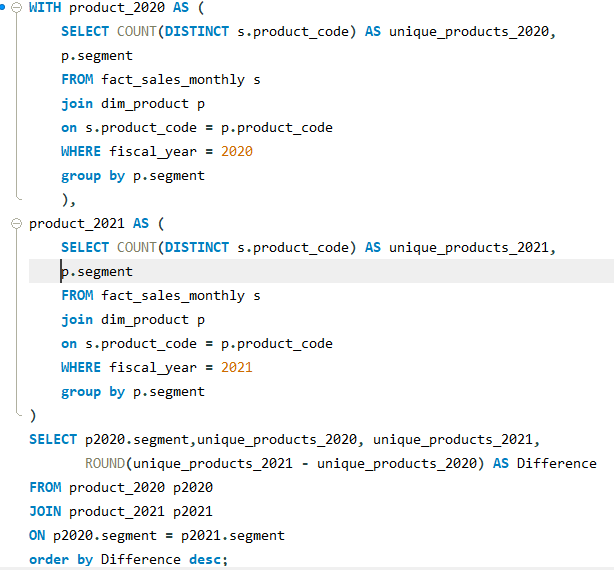 WITH product_2020 AS (
SELECT COUNT(DISTINCT s.product_code) AS unique_products_2020,
p.segment
FROM fact_sales_monthly s
join dim_product p
on s.product_code = p.product_code
WHERE fiscal_year = 2020
group by p.segment
),
product_2021 AS (
SELECT COUNT(DISTINCT s.product_code) AS unique_products_2021,
p.segment
FROM fact_sales_monthly s
join dim_product p
on s.product_code = p.product_code
WHERE fiscal_year = 2021
group by p.segment
)
SELECT p2020.segment,unique_products_2020, unique_products_2021,
ROUND(unique_products_2021 - unique_products_2020) AS Difference
FROM product_2020 p2020
JOIN product_2021 p2021
ON p2020.segment = p2021.segment
order by Difference desc;